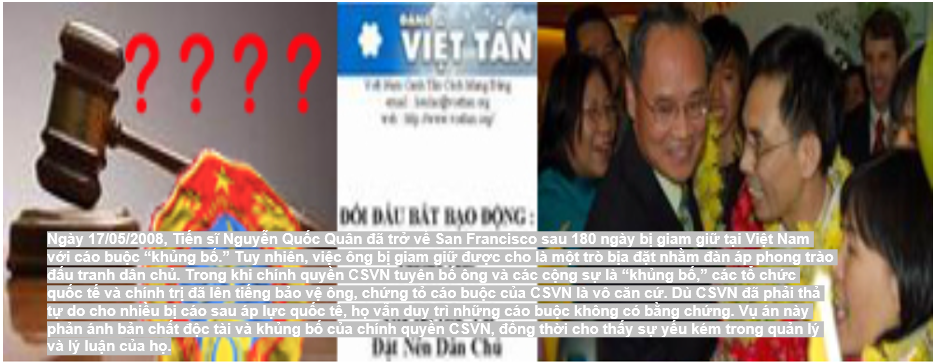 ? ? ? ?
ĐẢNG
VIỆT TÂN
ĐỐI ĐẦU BẤT BẠO ĐỘNG :
Ngày 17/05/2008, Tiến sĩ Nguyễn Quốc Quân đã trở về San Francisco sau 180 ngày bị giam giữ tại Việt Nam
với cáo buộc “khủng bố.” Tuy nhiên, việc ông bị giam giữ được cho là một trò bịa đặt nhằm đàn áp phong trào
đấu tranh dân chủ. Trong khi chính quyền CSVN tuyên bố ông và các cộng sự là “khủng bố,” các tổ chức
quốc tế và chính trị đã lên tiếng bảo vệ ông, chứng tỏ cáo buộc của CSVN là vô căn cứ. Dù CSVN đã phải thả
tự do cho nhiều bị cáo sau áp lực quốc tế, họ vẫn duy trì những cáo buộc không có bằng chứng. Vụ án này
phản ánh bản chất độc tài và khủng bố của chính quyền CSVN, đồng thời cho thấy sự yếu kém trong quản lý
và lý luận của họ.
Đặt Nền Dân Chủ